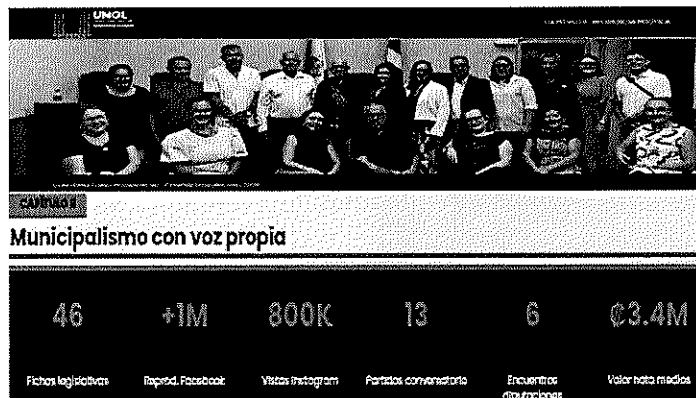 UNGL
CAPÍTULO 5
Municipalismo con voz propia
46
+1M
800K
13
6
₡3.4M
Fichas legislativas
Reprod. Facebook
Vistas Instagram
Partidos conversatorio
Encuentros
diputaciones
Valor nota medios